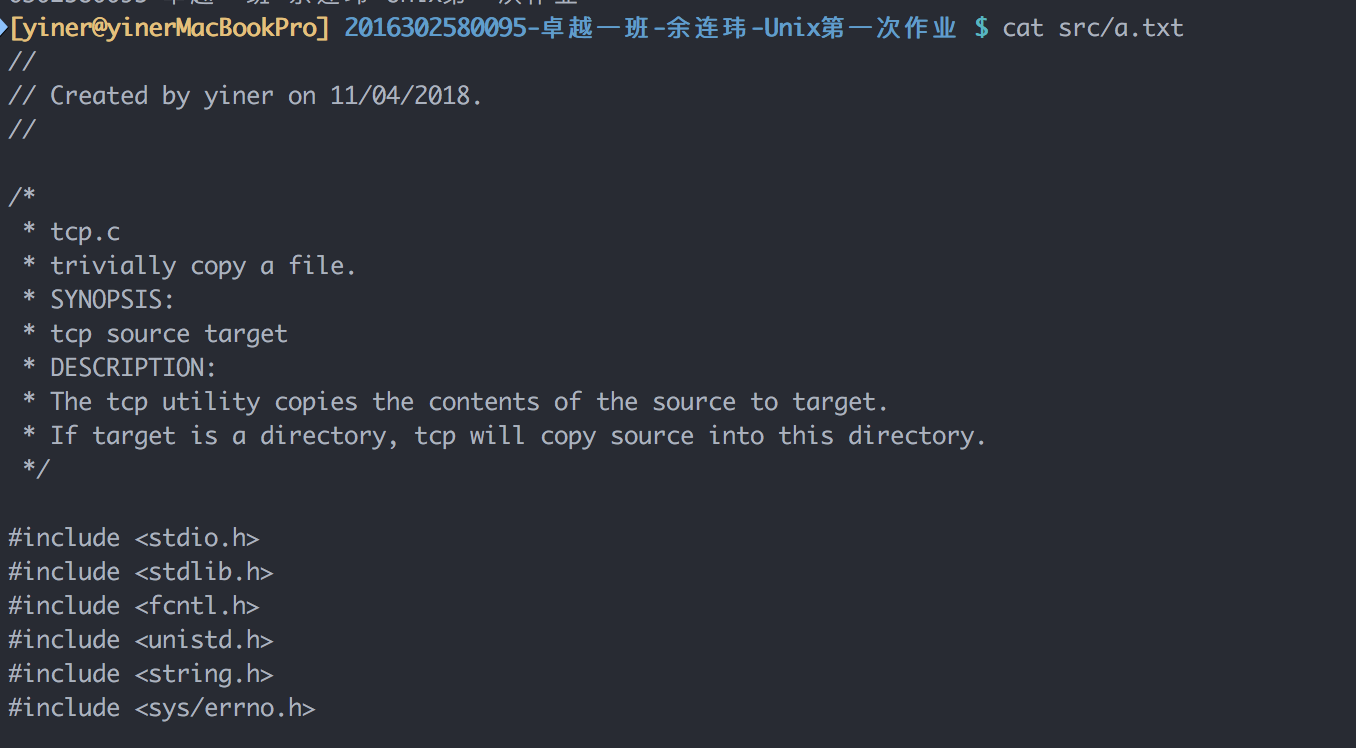 [yiner@yinerMacBookPro] 2016302580095-卓越一班-余连玮-Unix第一次作业 $ cat src/a.txt
//
// Created by yiner on 11/04/2018.
//
/*
 * tcp.c
 * trivially copy a file.
 * SYNOPSIS:
 * tcp source target
 * DESCRIPTION:
 * The tcp utility copies the contents of the source to target.
 * If target is a directory, tcp will copy source into this directory.
 */
#include <stdio.h>
#include <stdlib.h>
#include <fcntl.h>
#include <unistd.h>
#include <string.h>
#include <sys/errno.h>